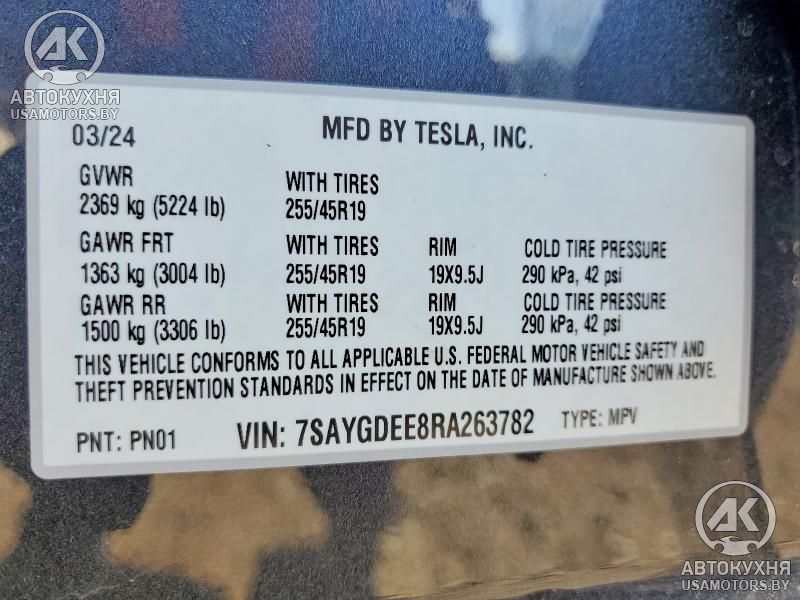 AK
АВТОКУХНЯ
USAMOTORS.BY
03/24 MFD BY TESLA, INC.
GVWR WITH TIRES
2369 kg (5224 lb) 255/45R19
GAWR FRT WITH TIRES RIM COLD TIRE PRESSURE
1363 kg (3004 lb) 255/45R19 19X9.5J 290 kPa, 42 psi
GAWR RR WITH TIRES RIM COLD TIRE PRESSURE
1500 kg (3306 lb) 255/45R19 19X9.5J 290 kPa, 42 psi
THIS VEHICLE CONFORMS TO ALL APPLICABLE U.S. FEDERAL MOTOR VEHICLE SAFETY AND
THEFT PREVENTION STANDARDS IN EFFECT ON THE DATE OF MANUFACTURE SHOWN ABOVE.
PNT: PN01 VIN: 7SAYGDEE8RA263782 TYPE: MPV
AK
АВТОКУХНЯ
USAMOTORS.BY